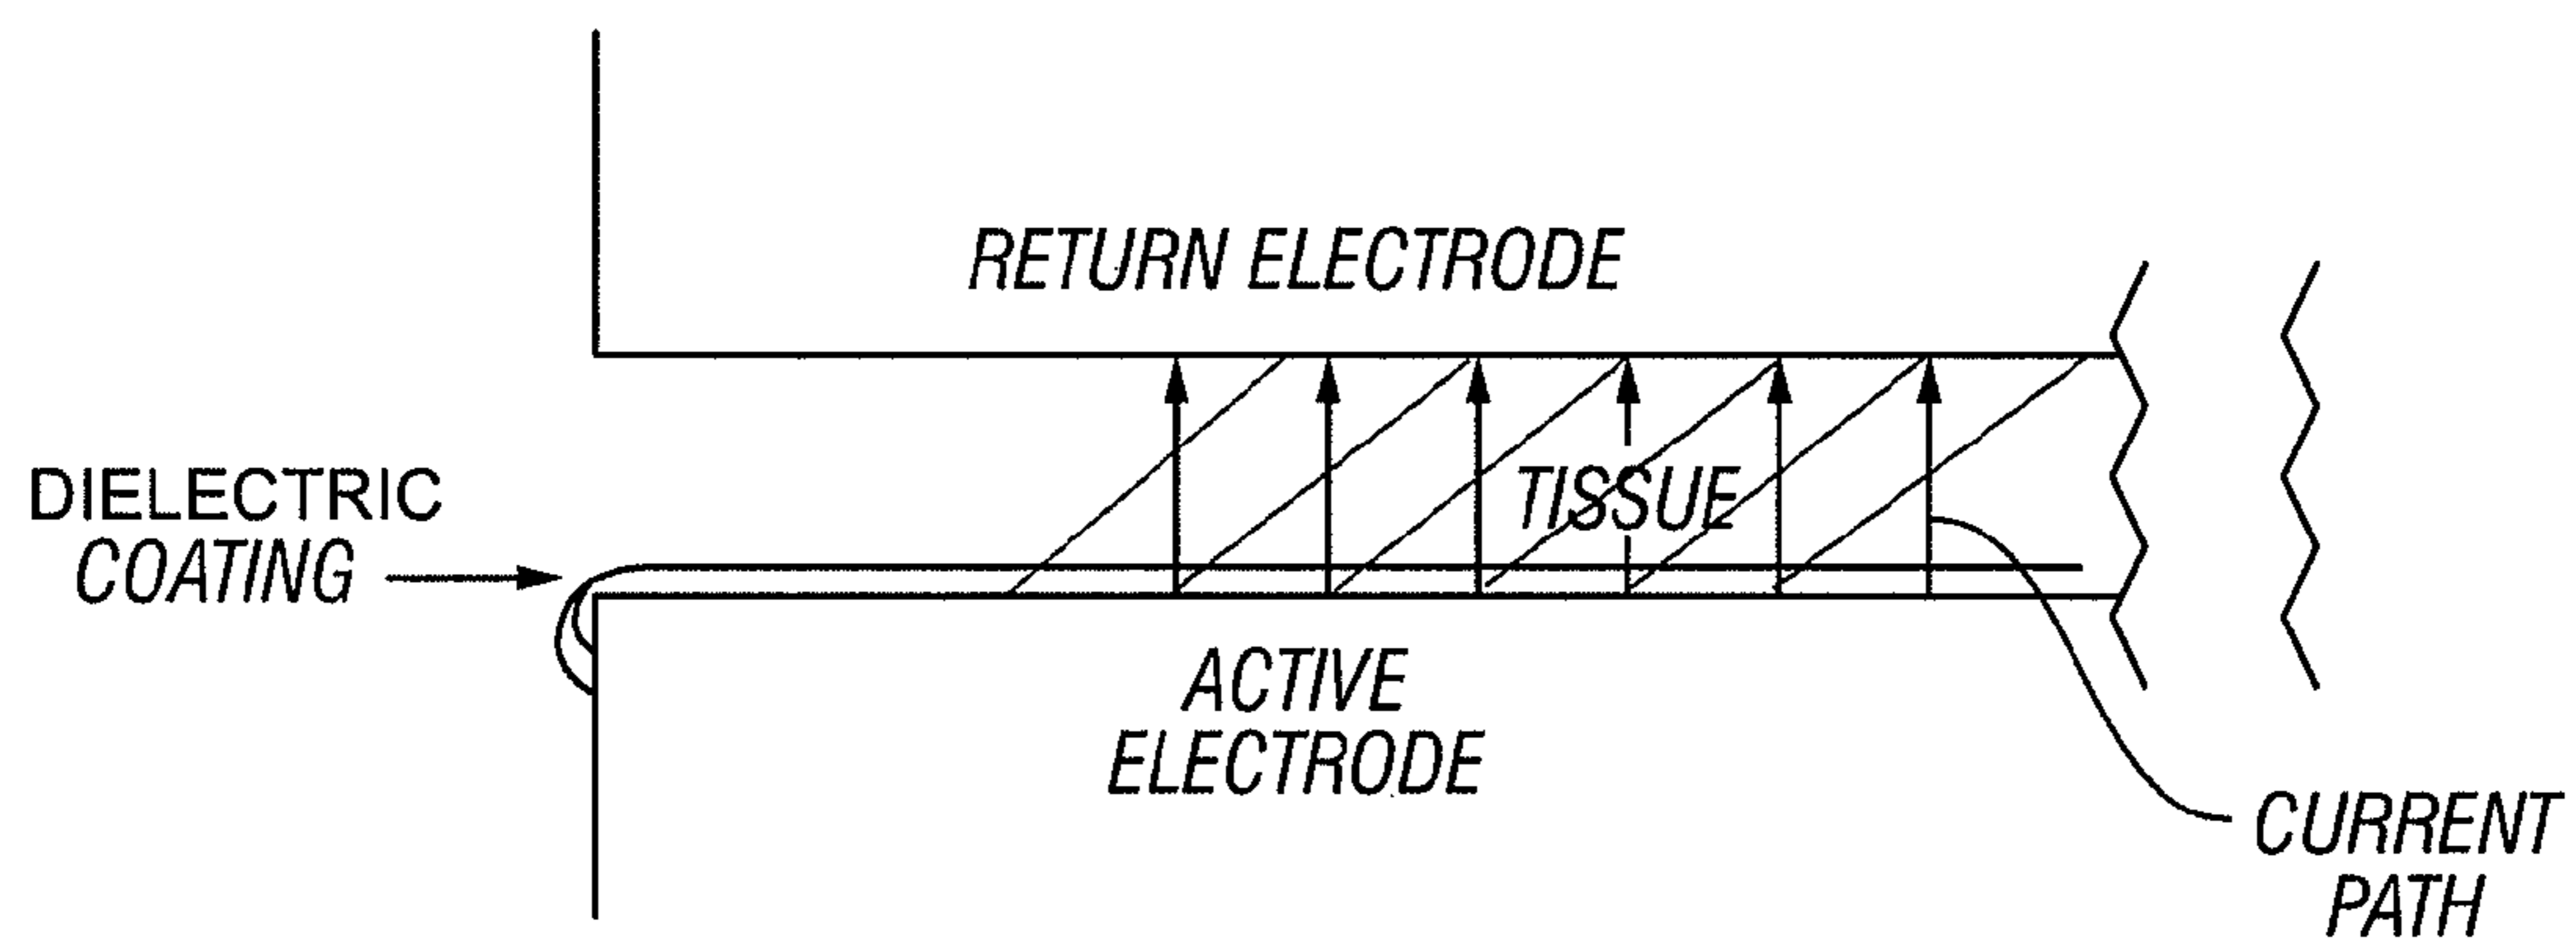 RETURN ELECTRODE
DIELECTRIC
COATING
TISSUE
ACTIVE
ELECTRODE
CURRENT
PATH